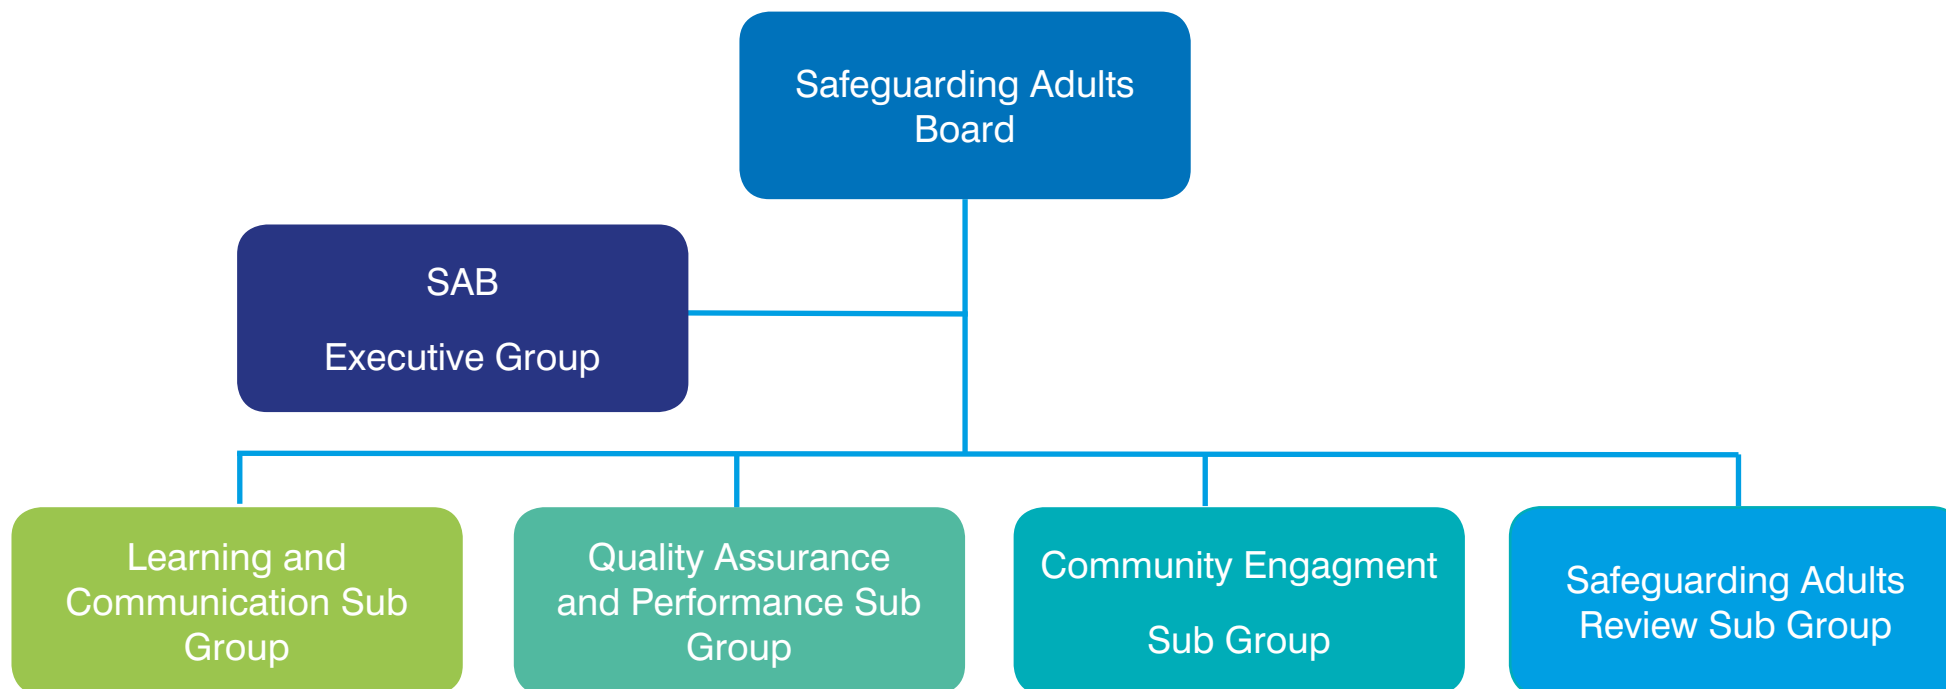 Safeguarding Adults
Board
SAB
Executive Group
Learning and
Communication Sub
Group
Quality Assurance
and Performance Sub
Group
Community Engagment
Sub Group
Safeguarding Adults
Review Sub Group